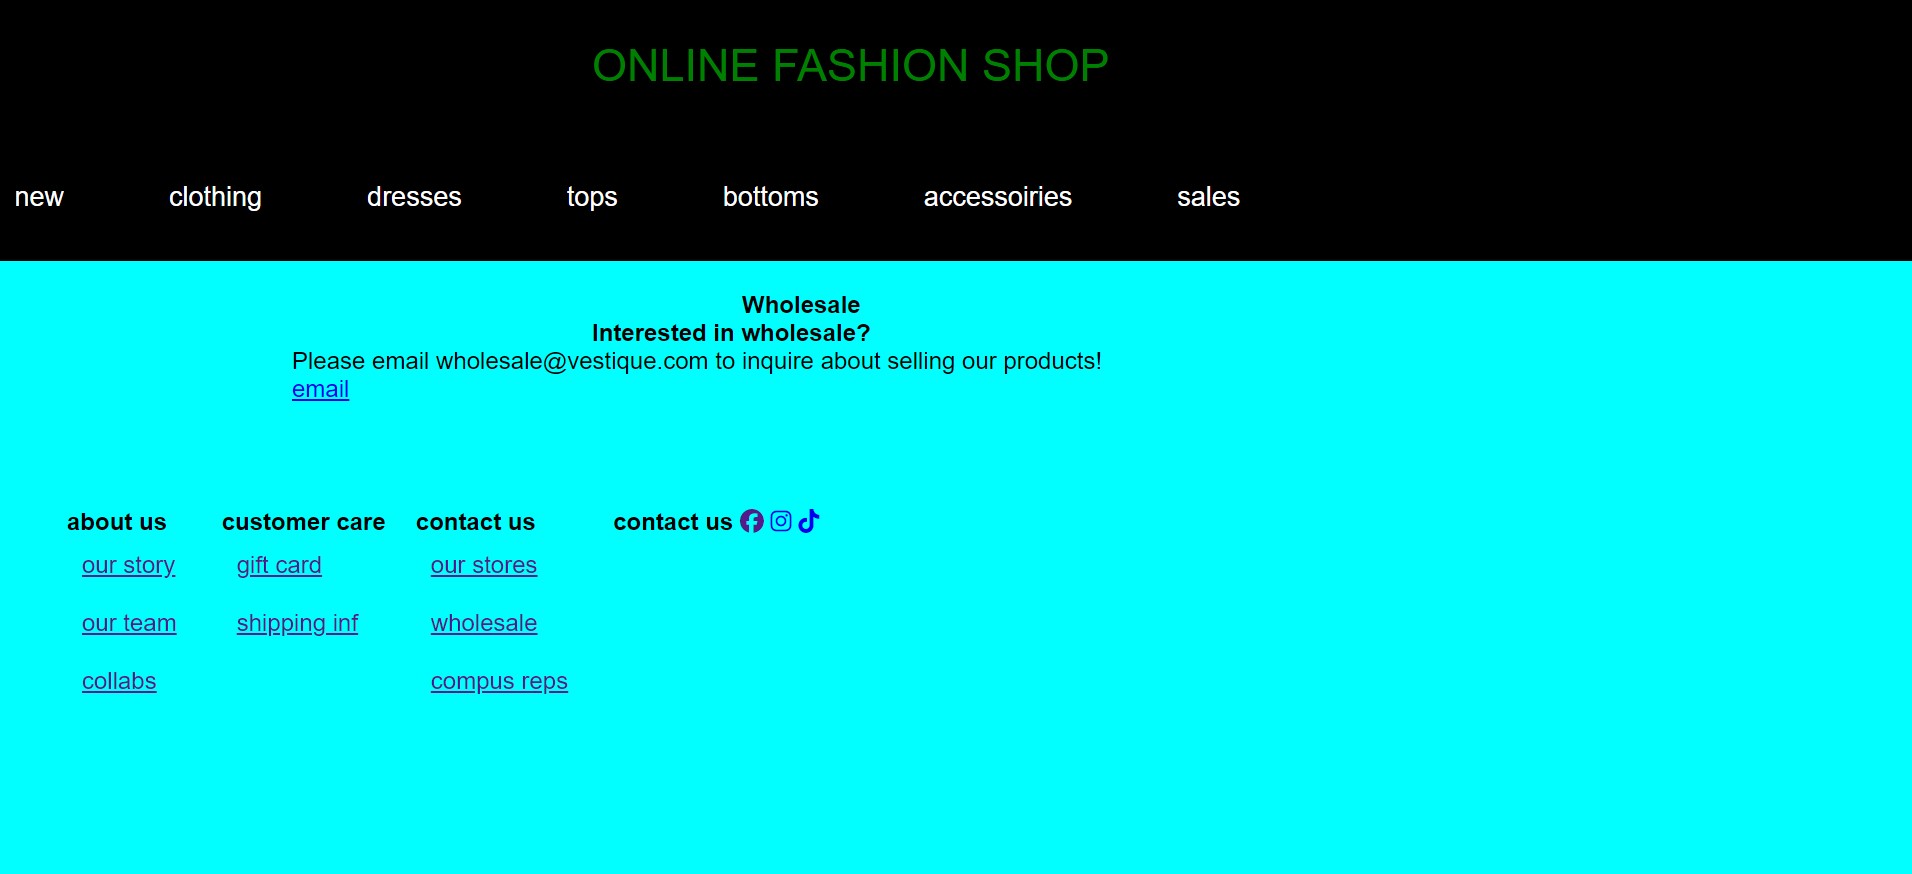 ONLINE FASHION SHOP
new clothing dresses tops bottoms accessoiries sales
Wholesale
Interested in wholesale?
Please email wholesale@vestique.com to inquire about selling our products!
email
about us customer care contact us contact us
our story gift card our stores
our team shipping inf wholesale
collabs compus reps